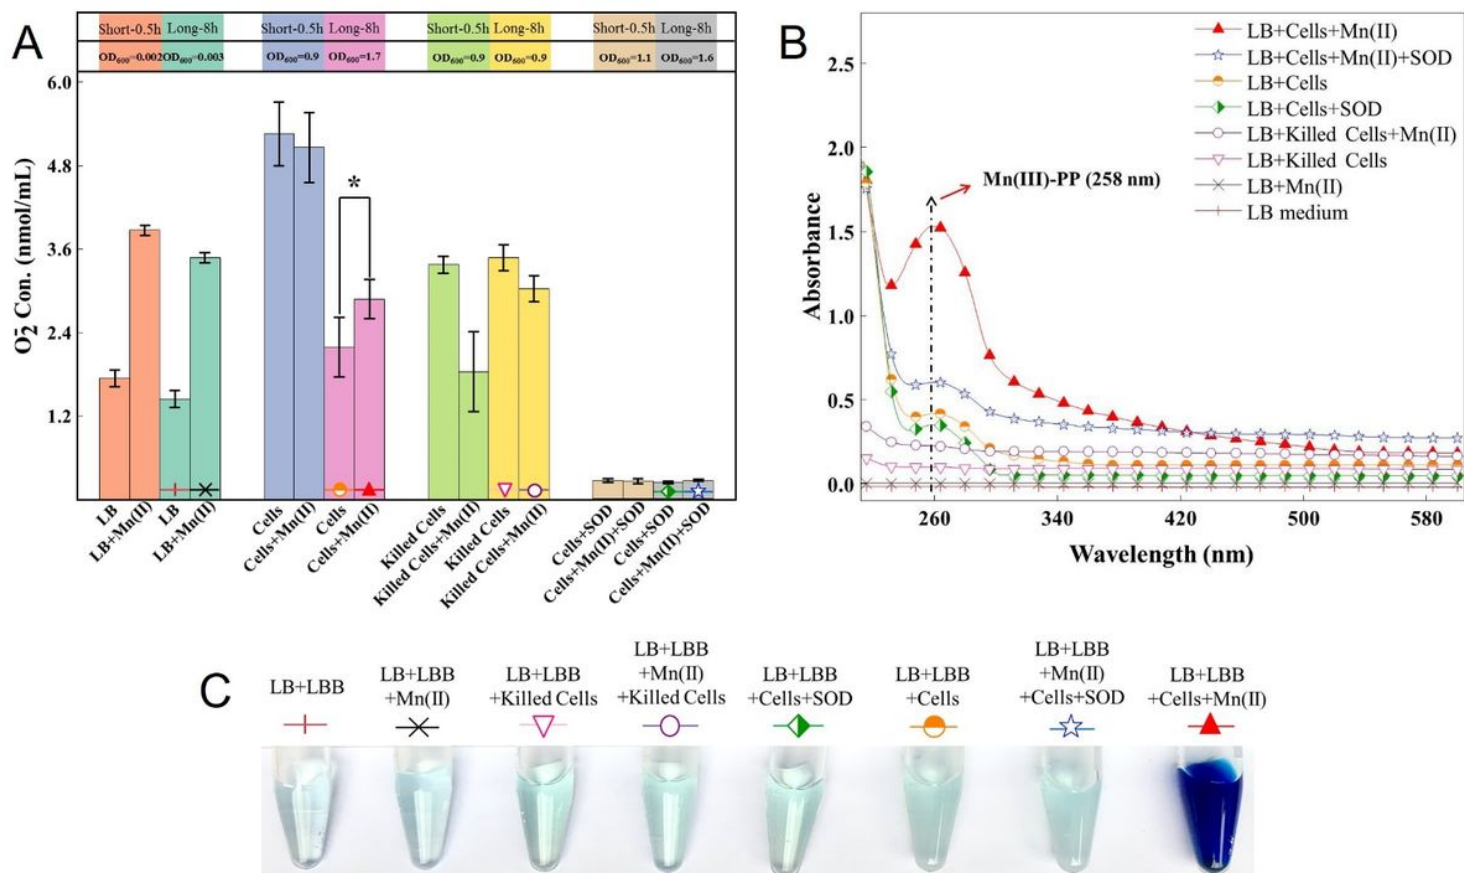 A
Short-0.5h Long-8h Short-0.5h Long-8h Short-0.5h Long-8h Short-0.5h Long-8h
OD600=0.002 OD600=0.003 OD600=0.9 OD600=1.7 OD600=0.9 OD600=0.9 OD600=1.1 OD600=1.6
6.0
4.8
3.6
2.4
1.2
O2- Con. (nmol/mL)
*
LB
LB+Mn(II)
LB
LB+Mn(II)
Cells
Cells+Mn(II)
Cells
Cells+Mn(II)
Killed Cells
Killed Cells+Mn(II)
Killed Cells
Killed Cells+Mn(II)
Cells+SOD
Cells+Mn(II)+SOD
Cells+SOD
Cells+Mn(II)+SOD
B
LB+Cells+Mn(II)
LB+Cells+Mn(II)+SOD
LB+Cells
LB+Cells+SOD
LB+Killed Cells+Mn(II)
LB+Killed Cells
LB+Mn(II)
LB medium
Mn(III)-PP (258 nm)
2.5
2.0
1.5
1.0
0.5
0.0
Absorbance
260 340 420 500 580
Wavelength (nm)
C
LB+LBB
LB+LBB
+Mn(II)
LB+LBB
+Killed Cells
LB+LBB
+Mn(II)
+Killed Cells
LB+LBB
+Cells+SOD
LB+LBB
+Cells
LB+LBB
+Mn(II)
+Cells+SOD
LB+LBB
+Cells+Mn(II)